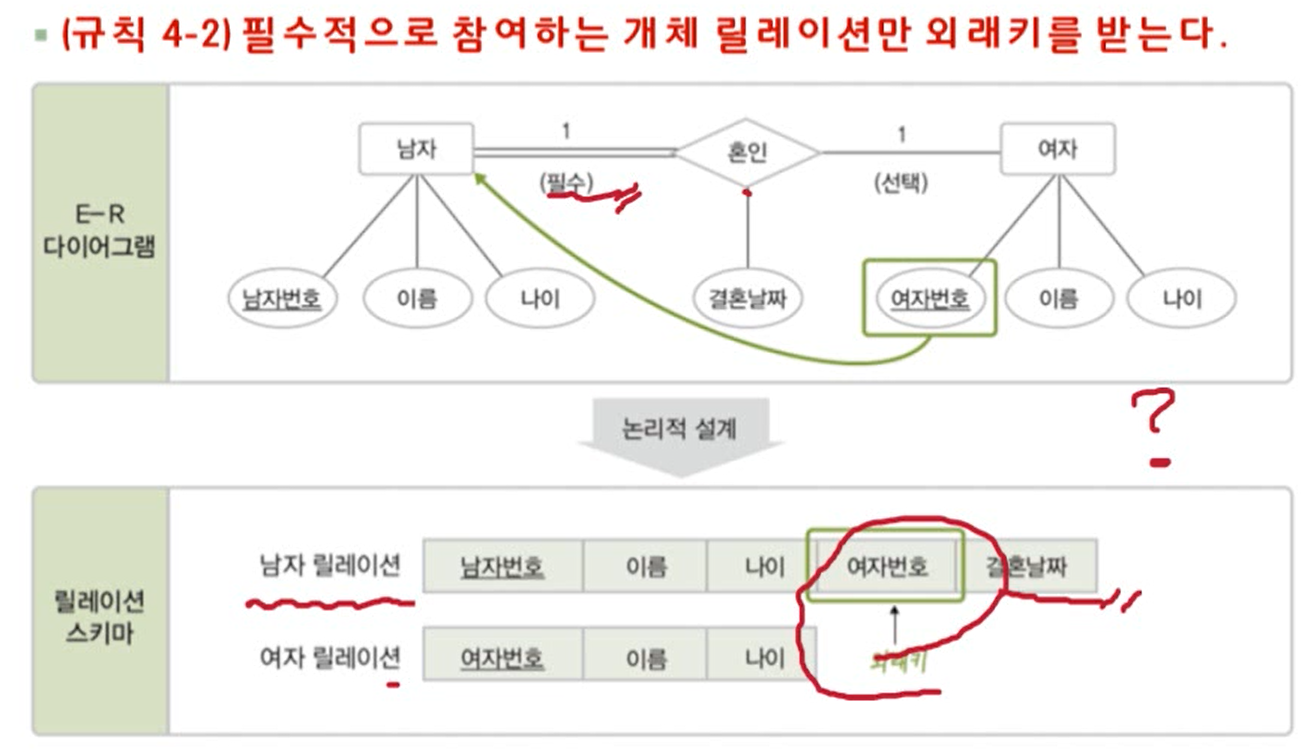 (규칙 4-2) 필수적으로 참여하는 개체 릴레이션만 외래키를 받는다.
E-R
다이어그램
남자
1
(필수)
혼인
1
(선택)
여자
남자번호
이름
나이
결혼날짜
여자번호
이름
나이
?
논리적 설계
릴레이션
스키마
남자 릴레이션
남자번호
이름
나이
여자번호
결혼날짜
여자 릴레이션
여자번호
이름
나이
외래키